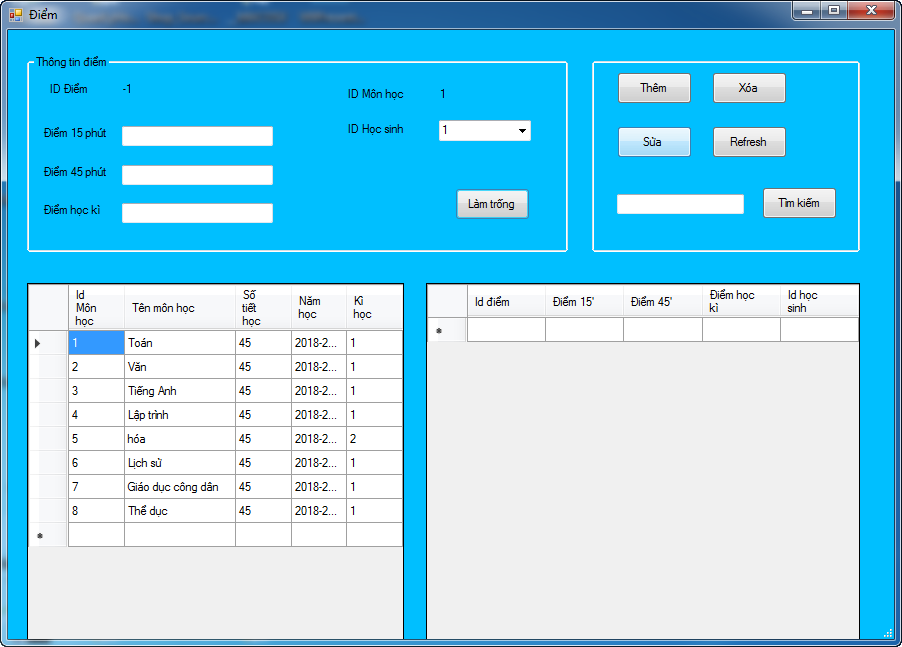 Điểm
Thông tin điểm
ID Điểm -1
ID Môn học 1
Điểm 15 phút
ID Học sinh 1
Điểm 45 phút
Điểm học kì
Làm trống
Thêm Xóa
Sửa Refresh
Tìm kiếm
Id Môn học Tên môn học Số tiết học Năm học Kì học
1 Toán 45 2018-2... 1
2 Văn 45 2018-2... 1
3 Tiếng Anh 45 2018-2... 1
4 Lập trình 45 2018-2... 1
5 hóa 45 2018-2... 2
6 Lịch sử 45 2018-2... 1
7 Giáo dục công dân 45 2018-2... 1
8 Thể dục 45 2018-2... 1
Id điểm Điểm 15' Điểm 45' Điểm học kì Id học sinh